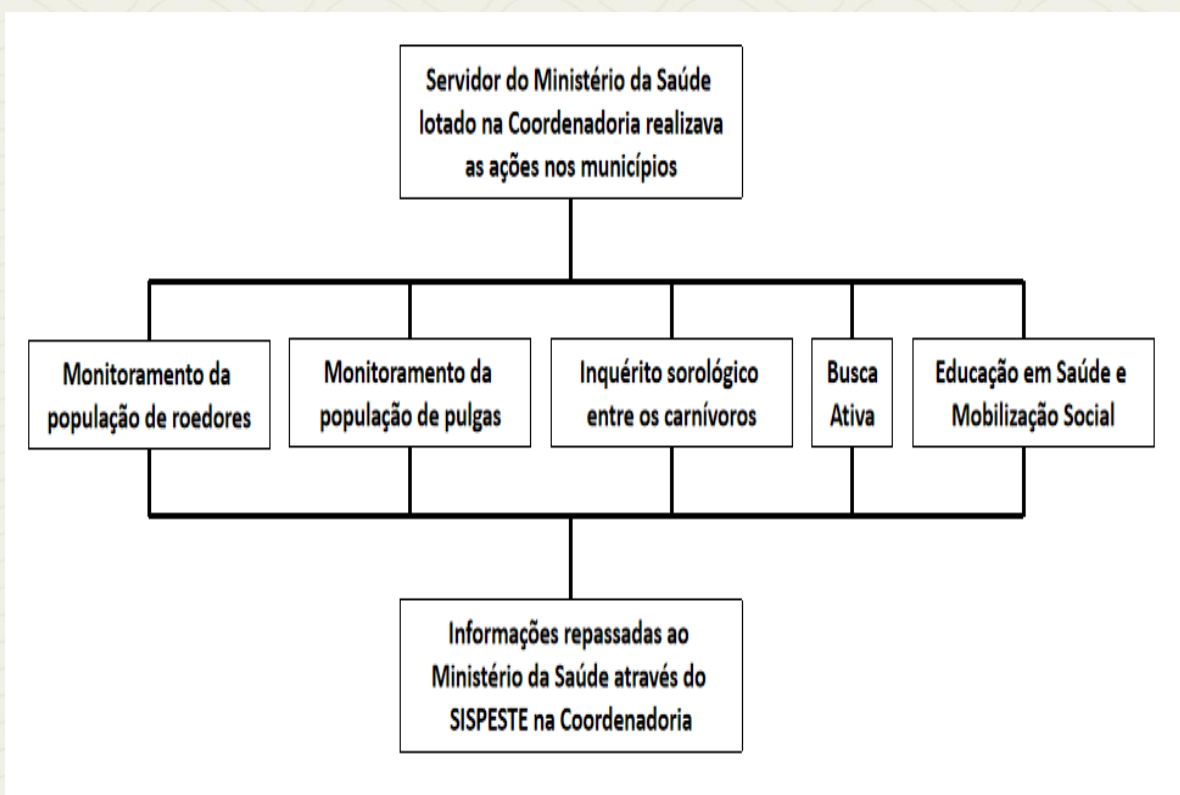 Servidor do Ministério da Saúde
lotado na Coordenadoria realizava
as ações nos municípios
Monitoramento da
população de roedores
Monitoramento da
população de pulgas
Inquérito sorológico
entre os carnívoros
Busca
Ativa
Educação em Saúde e
Mobilização Social
Informações repassadas ao
Ministério da Saúde através do
SISPESTE na Coordenadoria